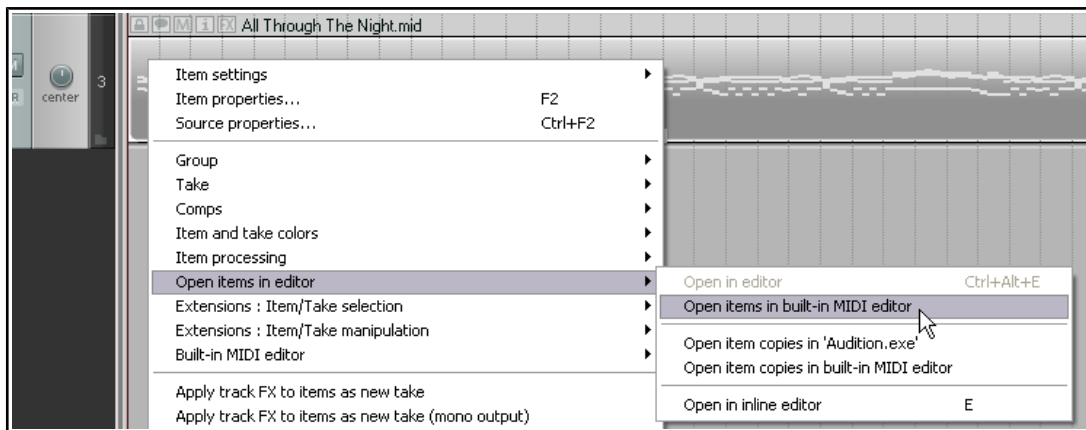 All Through The Night.mid
center
3
Item settings
Item properties... F2
Source properties... Ctrl+F2
Group
Take
Comps
Item and take colors
Item processing
Open items in editor
Extensions : Item/Take selection
Extensions : Item/Take manipulation
Built-in MIDI editor
Apply track FX to items as new take
Apply track FX to items as new take (mono output)
Open in editor Ctrl+Alt+E
Open items in built-in MIDI editor
Open item copies in 'Audition.exe'
Open item copies in built-in MIDI editor
Open in inline editor E